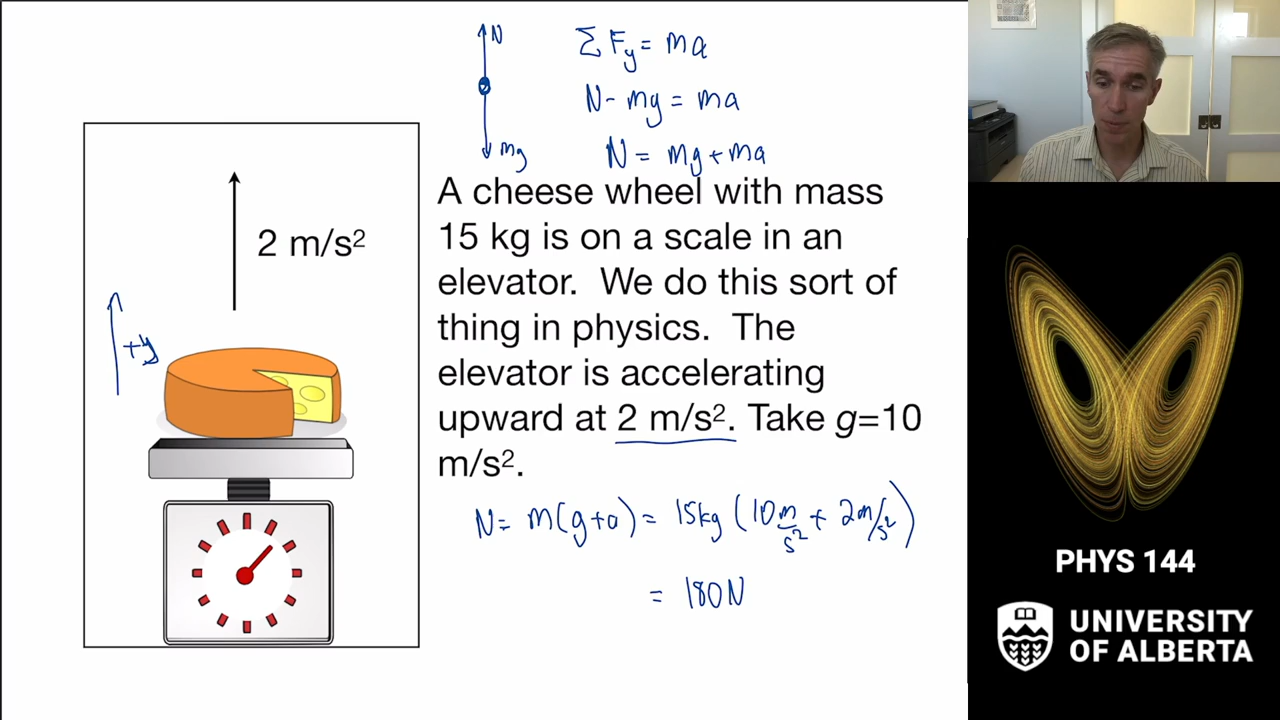 N
mg
ΣFy = ma
N - mg = ma
N = mg + ma
2 m/s²
+y
A cheese wheel with mass
15 kg is on a scale in an
elevator. We do this sort of
thing in physics. The
elevator is accelerating
upward at 2 m/s². Take g=10
m/s².
N = m(g+a) = 15kg (10 m/s² + 2m/s²)
= 180N
PHYS 144
UNIVERSITY
OF ALBERTA